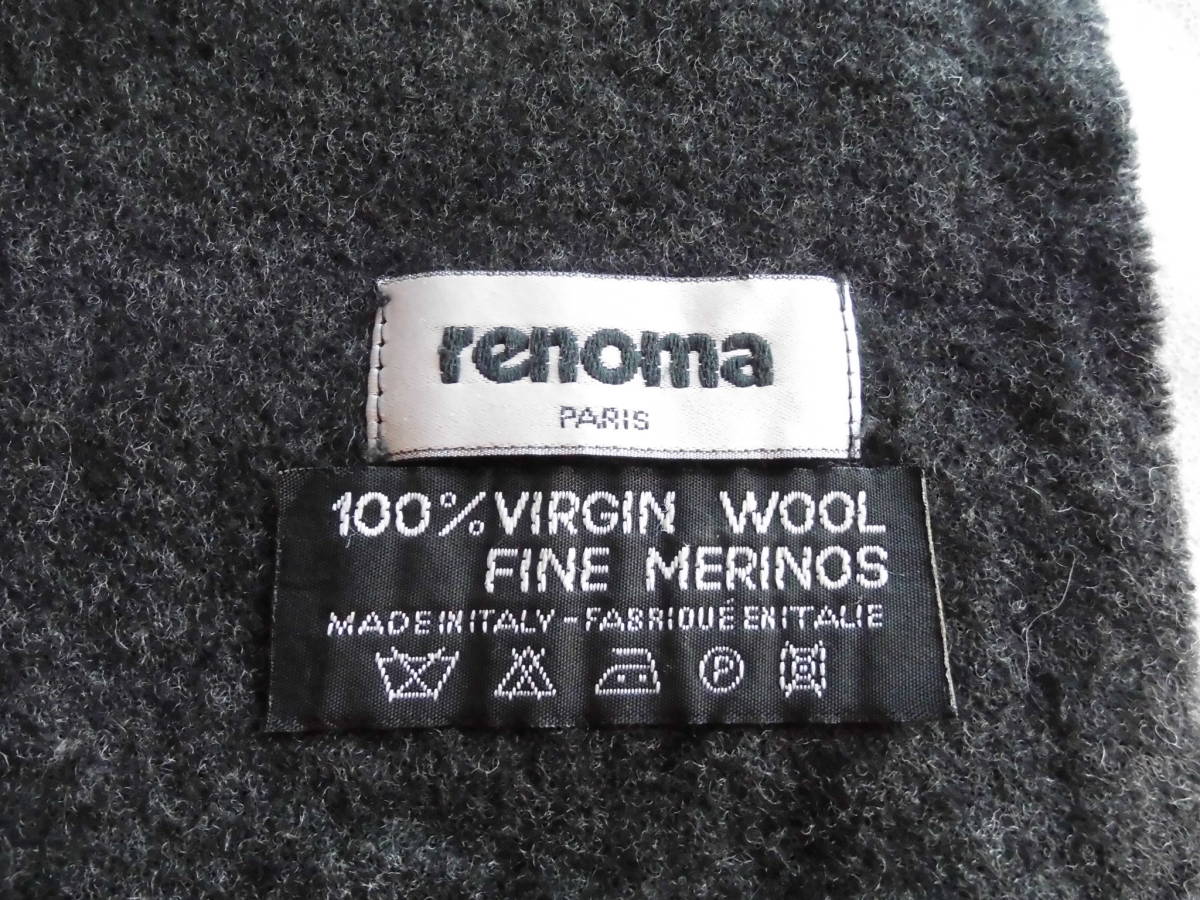 renoma
PARIS
100% VIRGIN WOOL
FINE MERINOS
MADE IN ITALY - FABRIQUÉ EN ITALIE
P